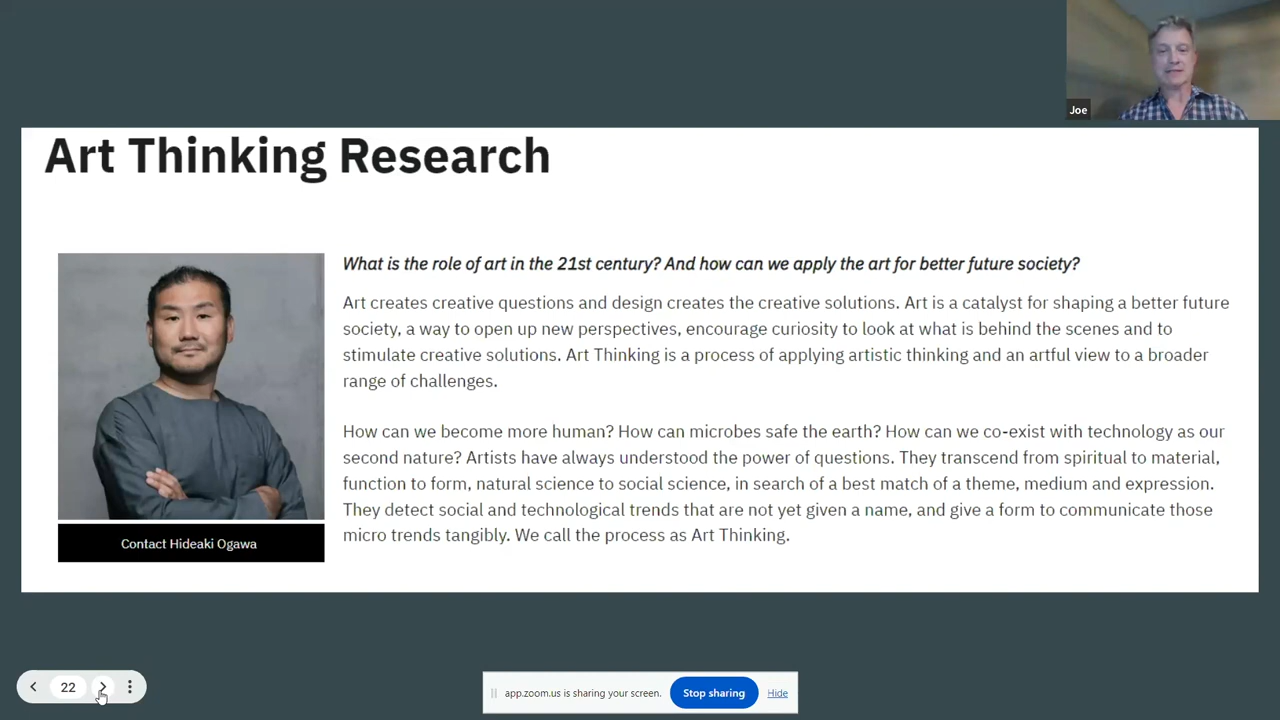 Joe
Art Thinking Research
What is the role of art in the 21st century? And how can we apply the art for better future society?
Art creates creative questions and design creates the creative solutions. Art is a catalyst for shaping a better future
society, a way to open up new perspectives, encourage curiosity to look at what is behind the scenes and to
stimulate creative solutions. Art Thinking is a process of applying artistic thinking and an artful view to a broader
range of challenges.
How can we become more human? How can microbes safe the earth? How can we co-exist with technology as our
second nature? Artists have always understood the power of questions. They transcend from spiritual to material,
function to form, natural science to social science, in search of a best match of a theme, medium and expression.
They detect social and technological trends that are not yet given a name, and give a form to communicate those
micro trends tangibly. We call the process as Art Thinking.
Contact Hideaki Ogawa
22
app.zoom.us is sharing your screen.
Stop sharing
Hide